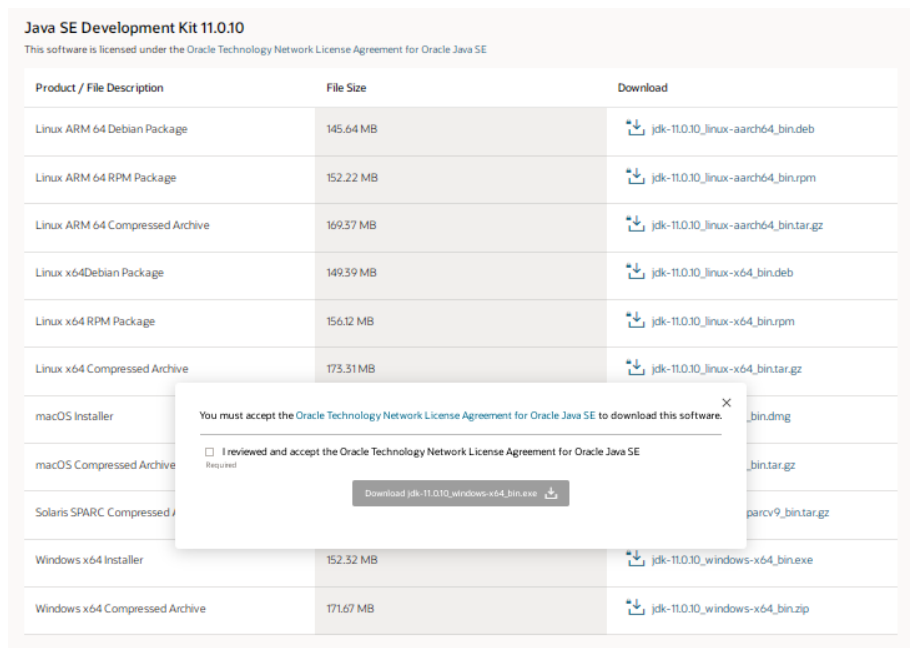 Java SE Development Kit 11.0.10
This software is licensed under the Oracle Technology Network License Agreement for Oracle Java SE
Product / File Description File Size Download
Linux ARM 64 Debian Package 145.64 MB jdk-11.0.10_linux-aarch64_bin.deb
Linux ARM 64 RPM Package 152.22 MB jdk-11.0.10_linux-aarch64_bin.rpm
Linux ARM 64 Compressed Archive 169.37 MB jdk-11.0.10_linux-aarch64_bin.tar.gz
Linux x64Debian Package 149.39 MB jdk-11.0.10_linux-x64_bin.deb
Linux x64 RPM Package 156.12 MB jdk-11.0.10_linux-x64_bin.rpm
Linux x64 Compressed Archive 173.31 MB jdk-11.0.10_linux-x64_bin.tar.gz
macOS Installer _bin.dmg
You must accept the Oracle Technology Network License Agreement for Oracle Java SE to download this software.
I reviewed and accept the Oracle Technology Network License Agreement for Oracle Java SE
Required
macOS Compressed Archive _bin.tar.gz
Download jdk-11.0.10_windows-x64_bin.exe
Solaris SPARC Compressed parcv9_bin.tar.gz
Windows x64 Installer 152.32 MB jdk-11.0.10_windows-x64_bin.exe
Windows x64 Compressed Archive 171.67 MB jdk-11.0.10_windows-x64_bin.zip